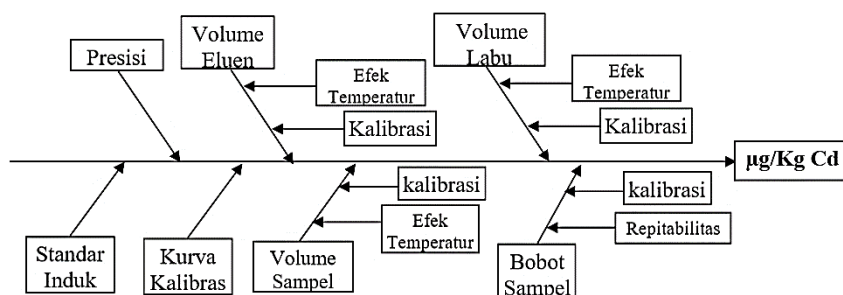 Presisi
Volume
Eluen
Efek
Temperatur
Kalibrasi
Volume
Labu
Efek
Temperatur
Kalibrasi
µg/Kg Cd
Standar
Induk
Kurva
Kalibras
kalibrasi
Efek
Temperatur
Volume
Sampel
kalibrasi
Repitabilitas
Bobot
Sampel